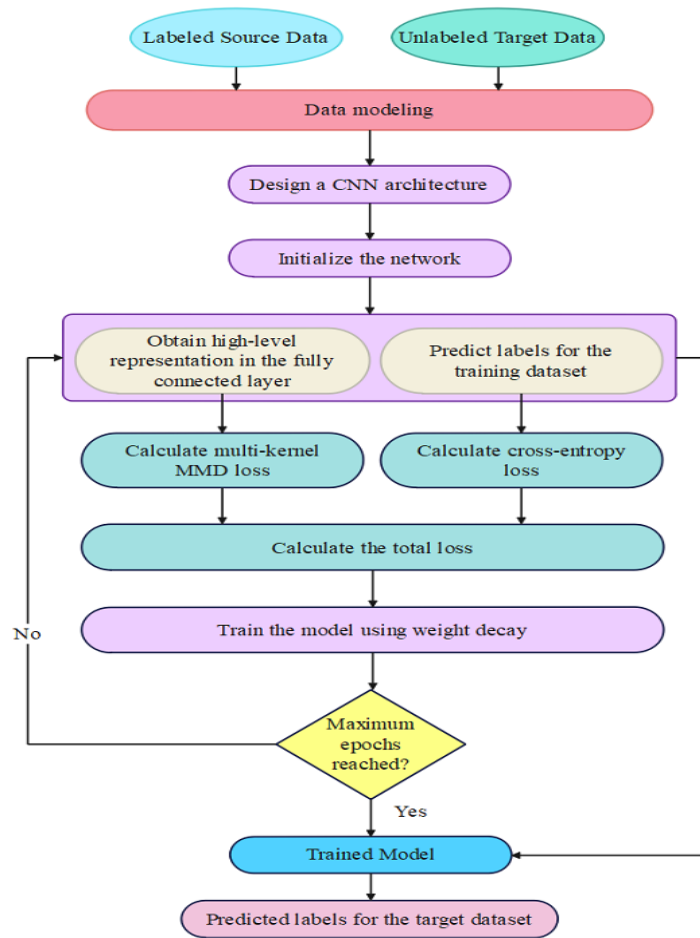 Labeled Source Data
Unlabeled Target Data
Data modeling
Design a CNN architecture
Initialize the network
Obtain high-level
representation in the fully
connected layer
Predict labels for the
training dataset
Calculate multi-kernel
MMD loss
Calculate cross-entropy
loss
Calculate the total loss
Train the model using weight decay
No
Maximum
epochs
reached?
Yes
Trained Model
Predicted labels for the target dataset